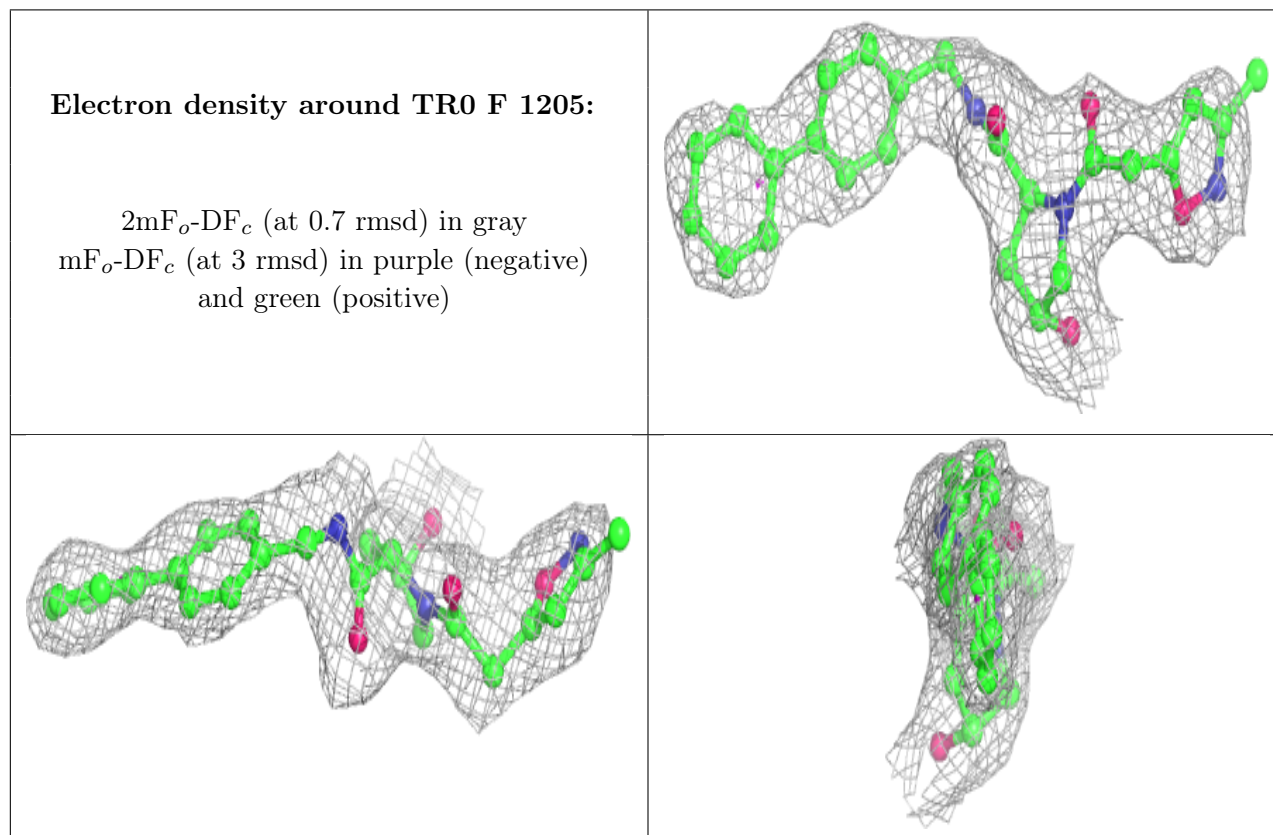 Electron density around TR0 F 1205:
2mFo-DFc (at 0.7 rmsd) in gray
mFo-DFc (at 3 rmsd) in purple (negative)
and green (positive)